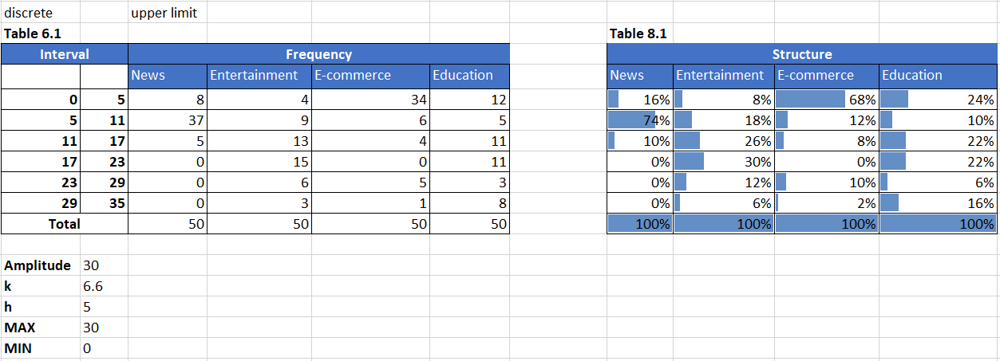 discrete upper limit
Table 6.1 Table 8.1
Interval Frequency Structure
News Entertainment E-commerce Education News Entertainment E-commerce Education
0 5 8 4 34 12 16% 8% 68% 24%
5 11 37 9 6 5 74% 18% 12% 10%
11 17 5 13 4 11 10% 26% 8% 22%
17 23 0 15 0 11 0% 30% 0% 22%
23 29 0 6 5 3 0% 12% 10% 6%
29 35 0 3 1 8 0% 6% 2% 16%
Total 50 50 50 50 100% 100% 100% 100%
Amplitude 30
k 6.6
h 5
MAX 30
MIN 0